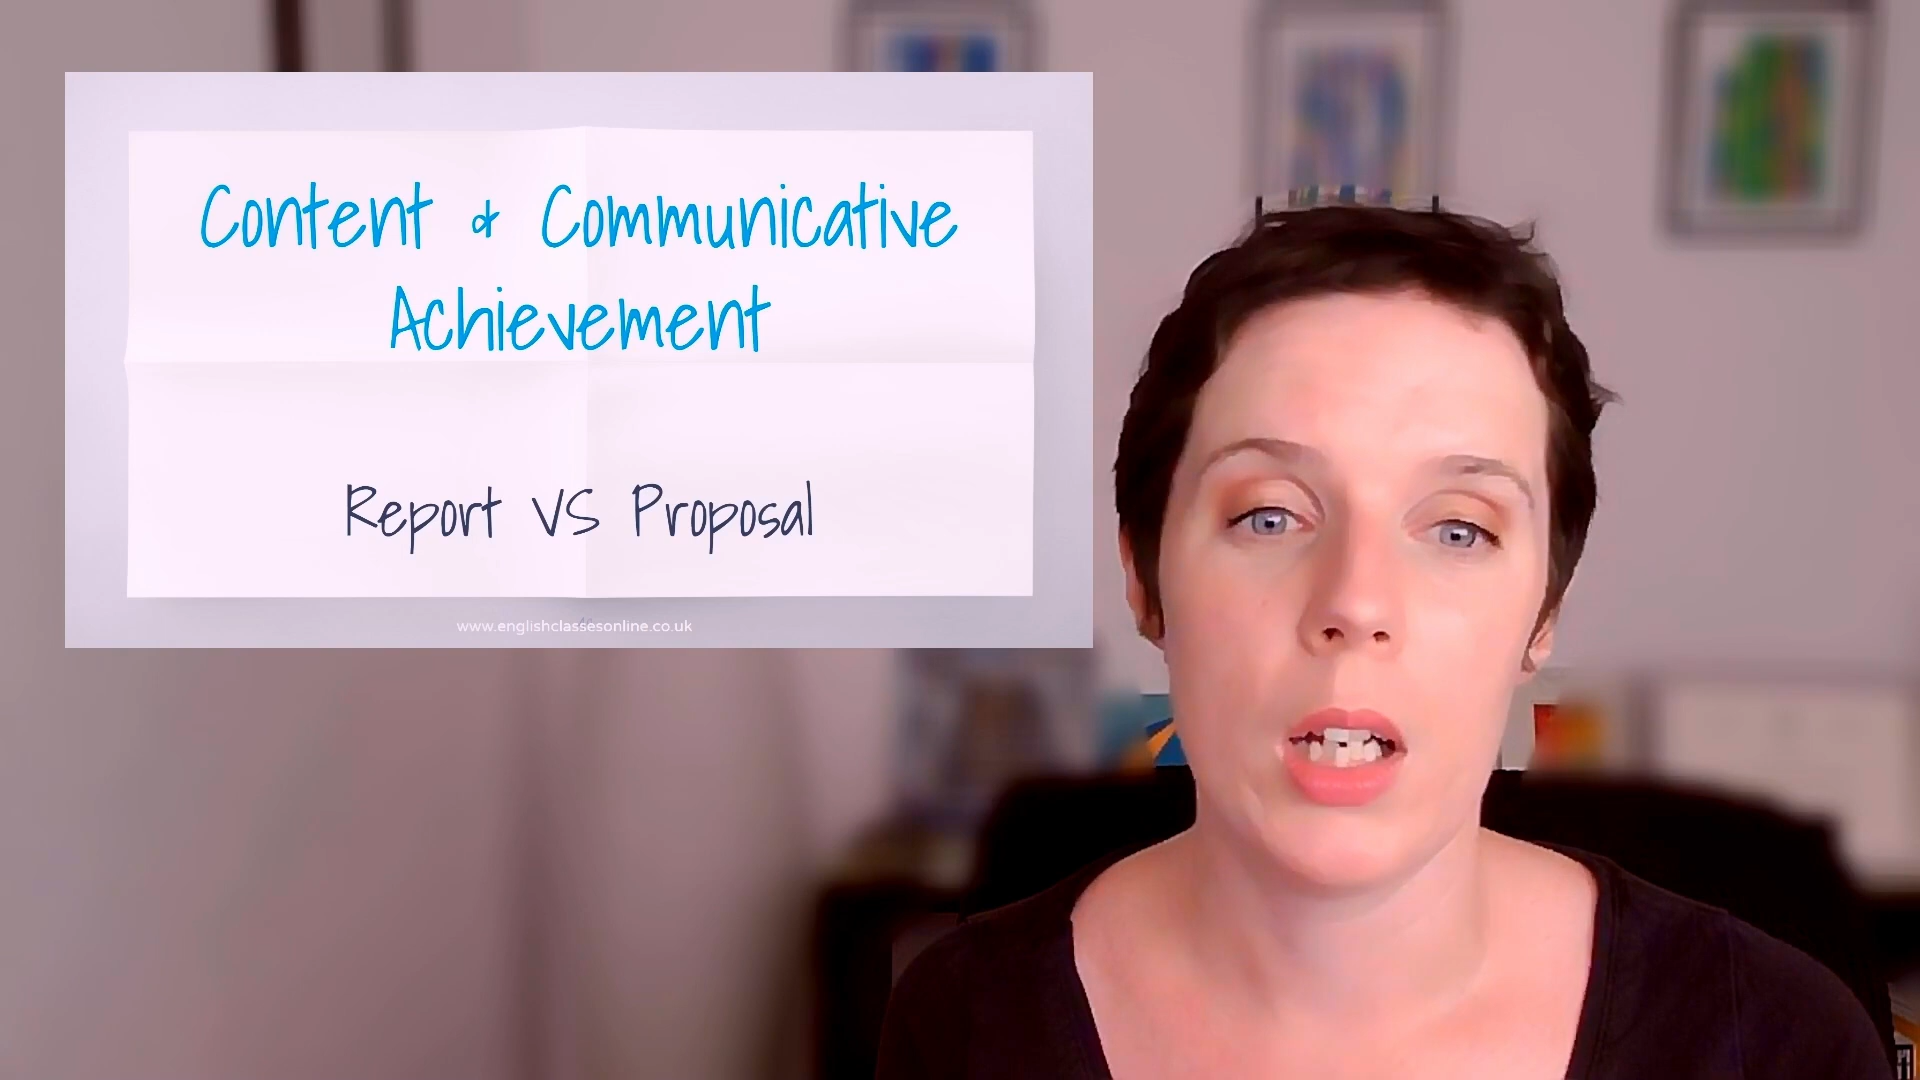 Content & Communicative
Achievement
Report VS Proposal
www.englishclassesonline.co.uk